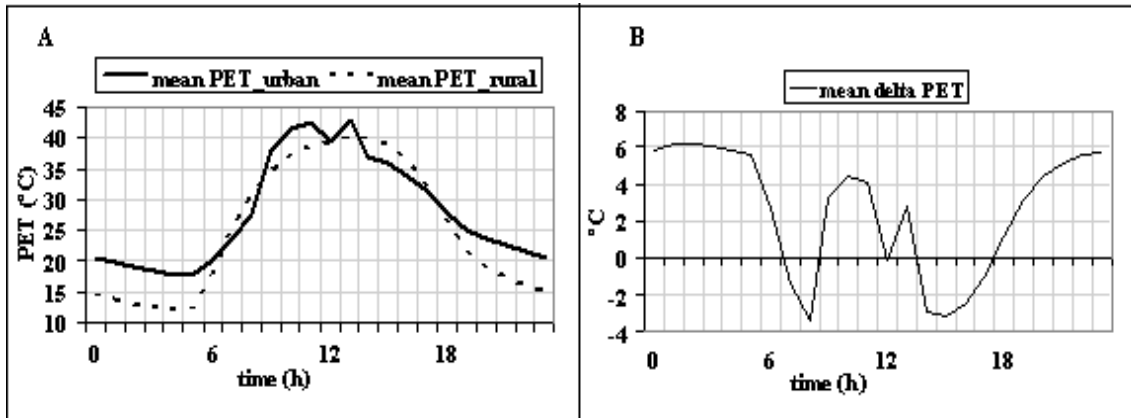 A
mean PET_urban mean PET_rural
45
40
35
30
25
20
15
10
PET (°C)
0 6 12 18
time (h)
B
mean delta PET
8
6
4
2
0
-2
-4
°C
0 6 12 18
time (h)